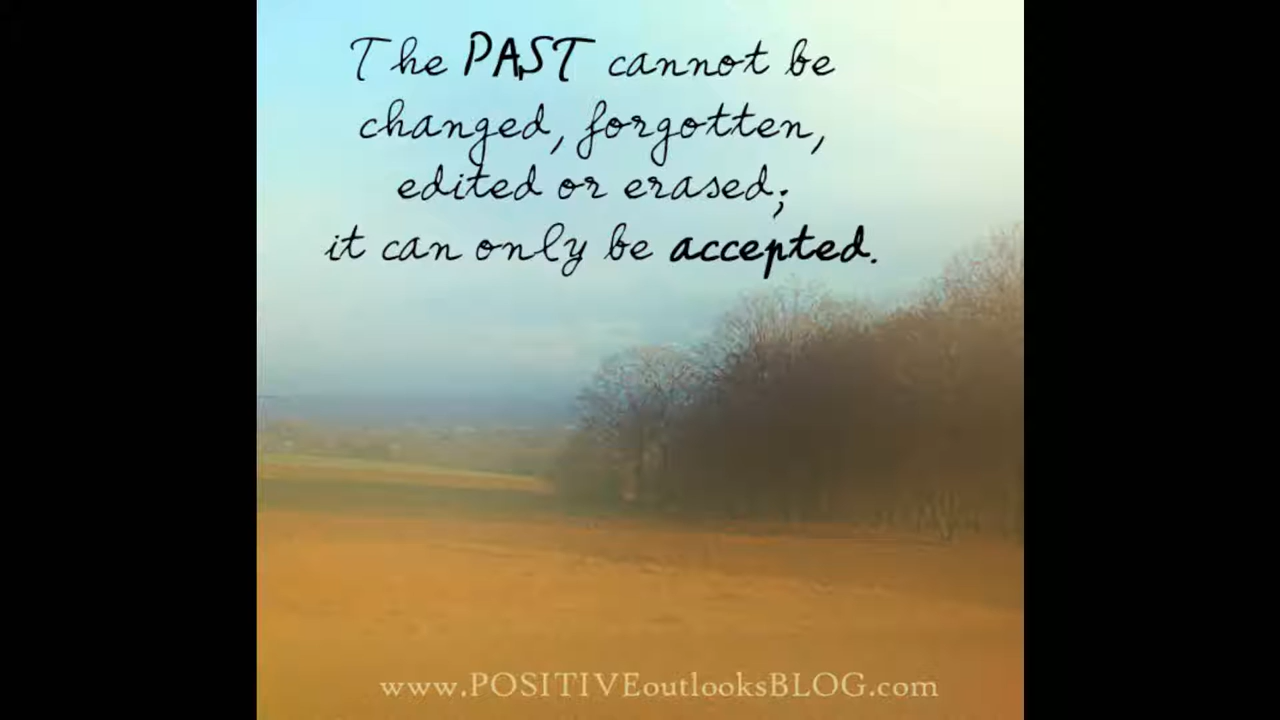 The PAST cannot be
changed, forgotten,
edited or erased;
it can only be accepted.
www.POSITIVEoutlooksBLOG.com